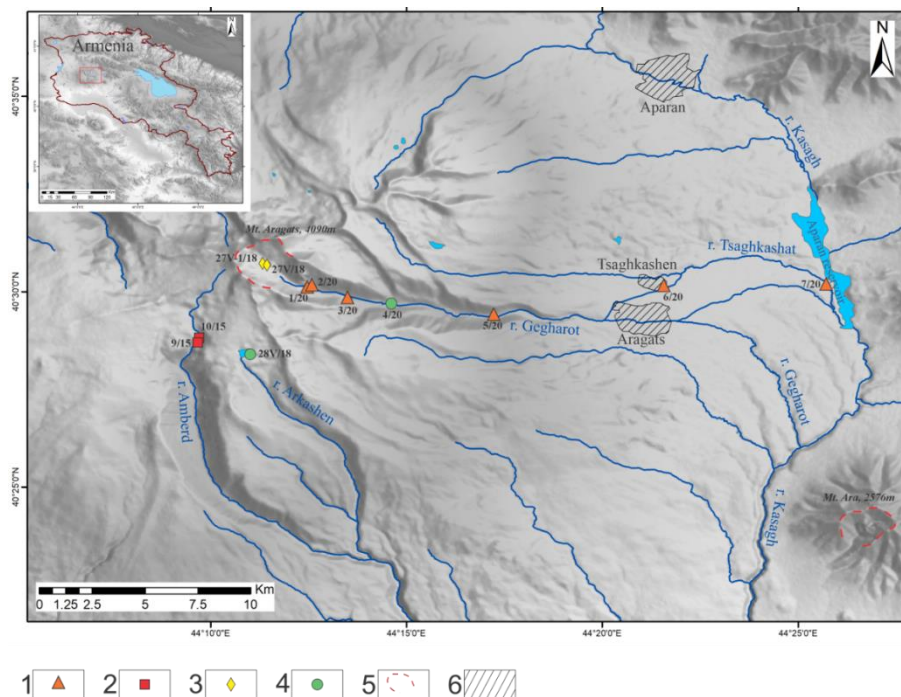 Armenia
N
N
40°35'0"N
Aparan
r. Kasagh
Mt. Aragats, 4090m
27V-1/18
27V/18
2/20
1/20
3/20
4/20
5/20
r. Gegharot
r. Tsaghkashat
Tsaghkashen
6/20
7/20
Aparan reservoir
40°30'0"N
Aragats
10/15
9/15
28V/18
r. Amberd
r. Arkashen
r. Gegharot
40°25'0"N
Mt. Ara, 2576m
r. Kasagh
Km
0 1.25 2.5 5 7.5 10
44°10'0"E
44°15'0"E
44°20'0"E
44°25'0"E
1
2
3
4
5
6